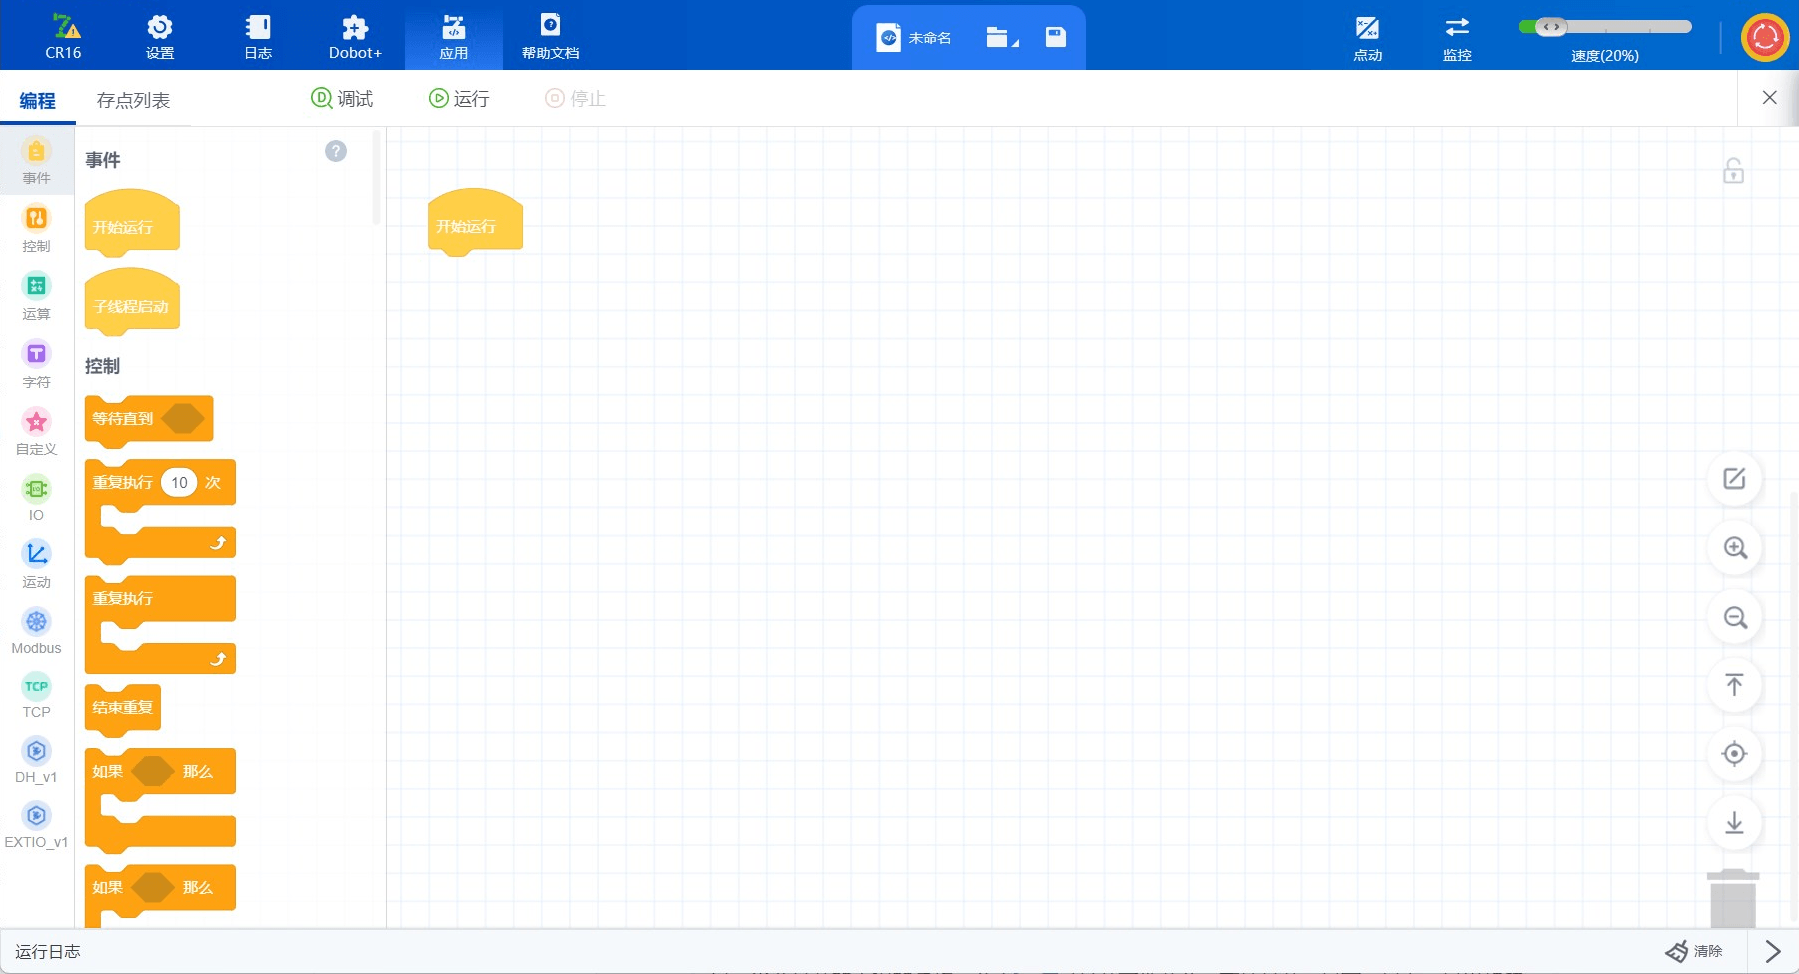 CR16
设置
日志
Dobot+
应用
帮助文档
未命名
点动
监控
速度(20%)
编程
存点列表
调试
运行
停止
事件
控制
运算
字符
自定义
IO
运动
Modbus
TCP
TCP
DH_v1
EXTIO_v1
事件
?
开始运行
子线程启动
控制
等待直到
重复执行 10 次
重复执行
结束重复
如果 那么
如果 那么
开始运行
运行日志
清除